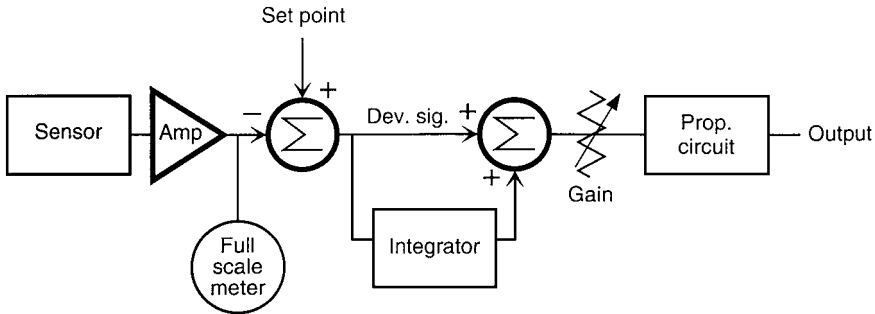 Set point
+
Sensor
Amp
−
Σ
Dev. sig.
+
Σ
+
Gain
Prop.
circuit
Output
Full
scale
meter
Integrator